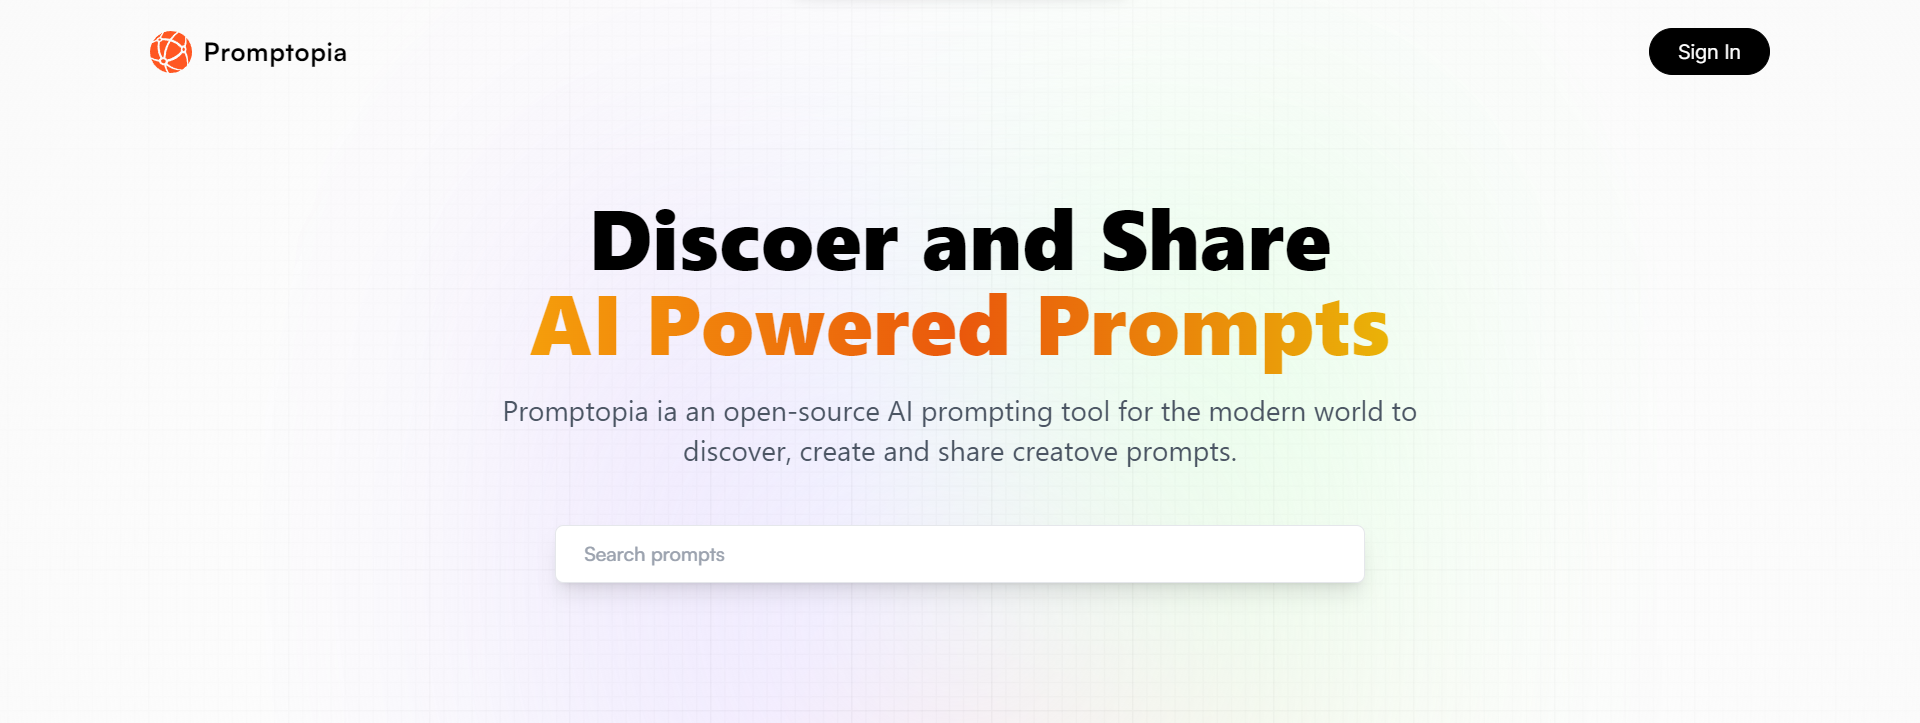 Promptopia
Sign In
Discoer and Share
AI Powered Prompts
Promptopia ia an open-source AI prompting tool for the modern world to
discover, create and share creatove prompts.
Search prompts